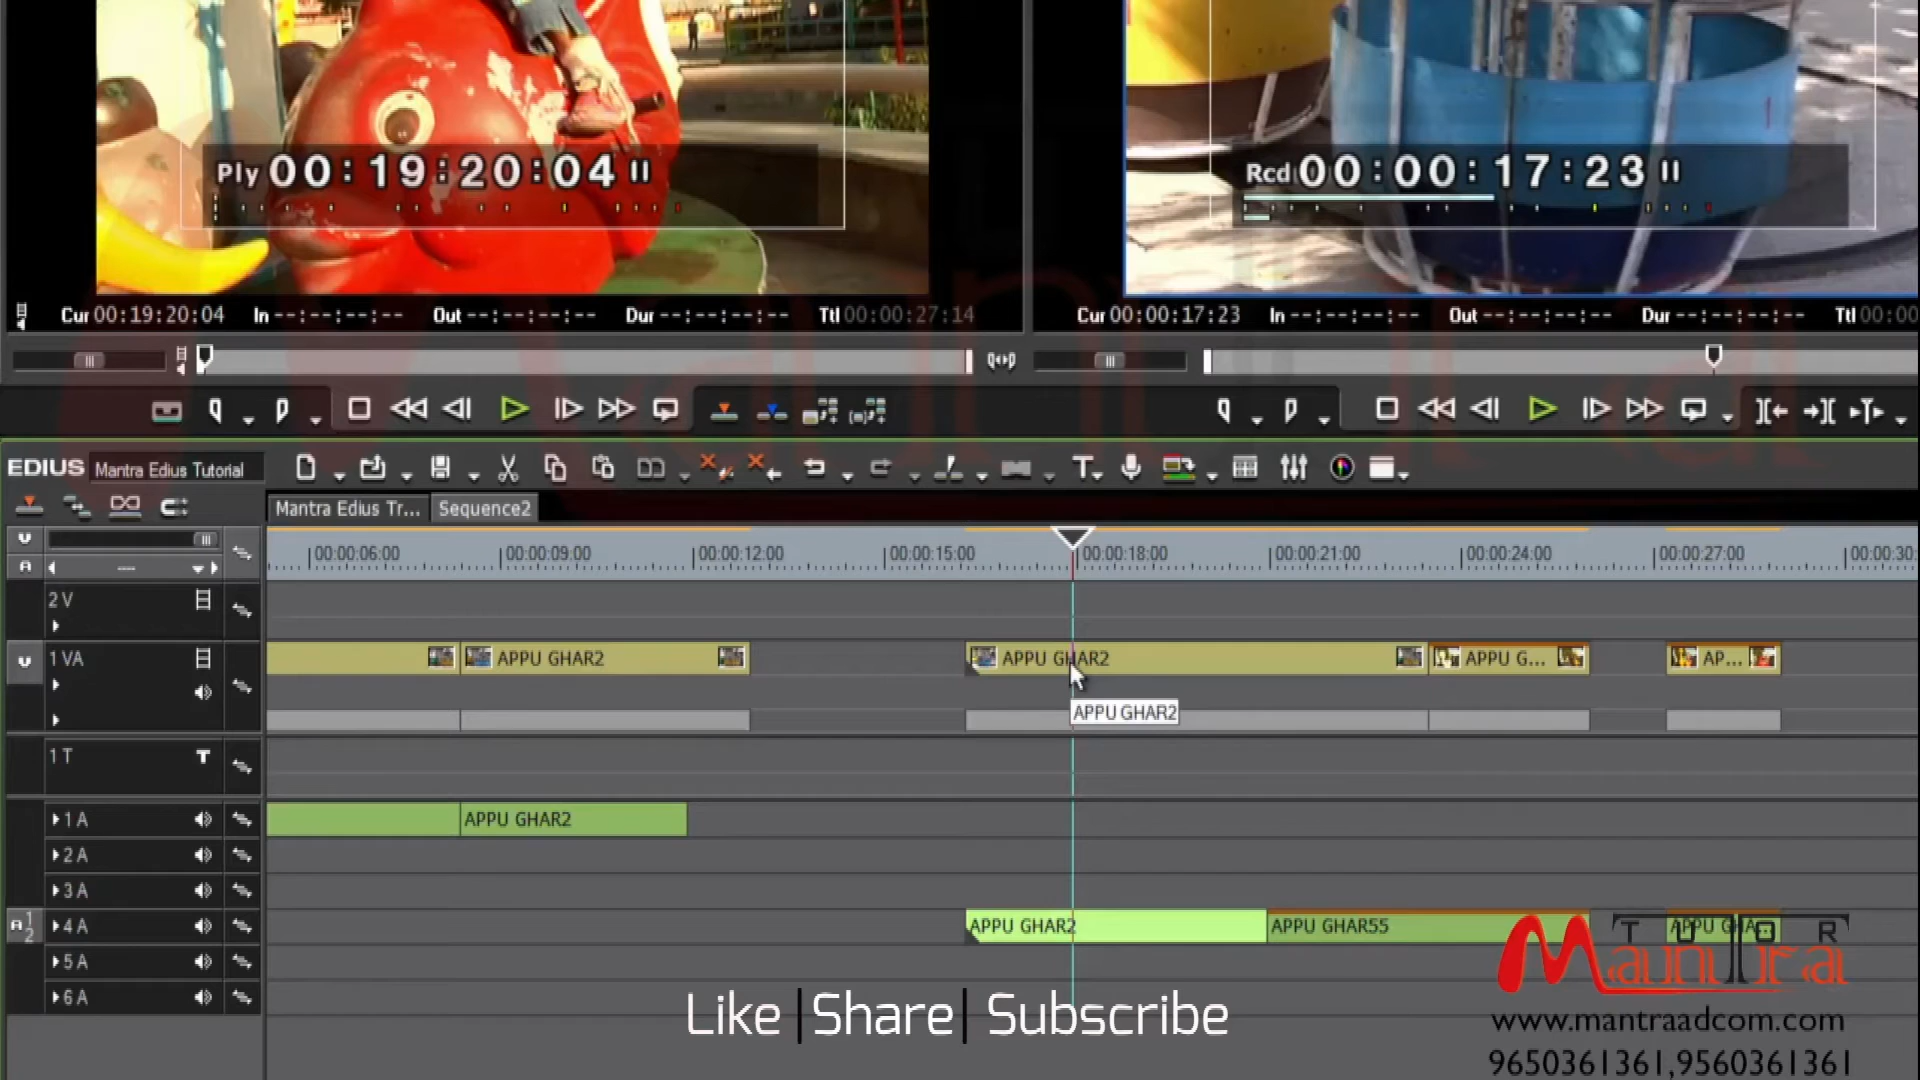 Ply 00:19:20:04
Rcd 00:00:17:23
Cur 00:19:20:04 In --:--:--:-- Out --:--:--:-- Dur --:--:--:-- Ttl 00:00:27:14
Cur 00:00:17:23 In --:--:--:-- Out --:--:--:-- Dur --:--:--:-- Ttl 00:00
EDIUS Mantra Edius Tutorial
Mantra Edius Tr... Sequence2
00:00:06:00 00:00:09:00 00:00:12:00 00:00:15:00 00:00:18:00 00:00:21:00 00:00:24:00 00:00:27:00 00:00:30:
2 V
1 VA APPU GHAR2 APPU GHAR2 APPU G... AP...
APPU GHAR2
1 T T
1 A APPU GHAR2
2 A
3 A
A 1 2 4 A APPU GHAR2 APPU GHAR55 APPU GHA...
5 A
6 A
TUTOR
Mantra
Like | Share | Subscribe
www.mantraadcom.com
9650361361,9560361361